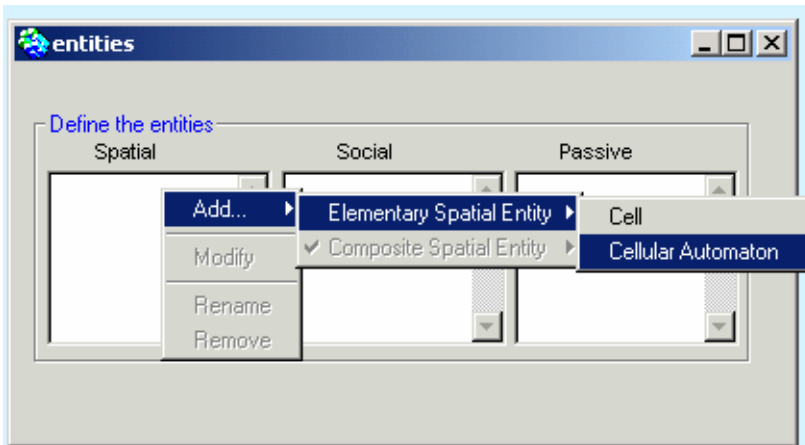 entities
Define the entities
Spatial Social Passive
Add... Elementary Spatial Entity Cell
Modify Composite Spatial Entity Cellular Automaton
Rename
Remove